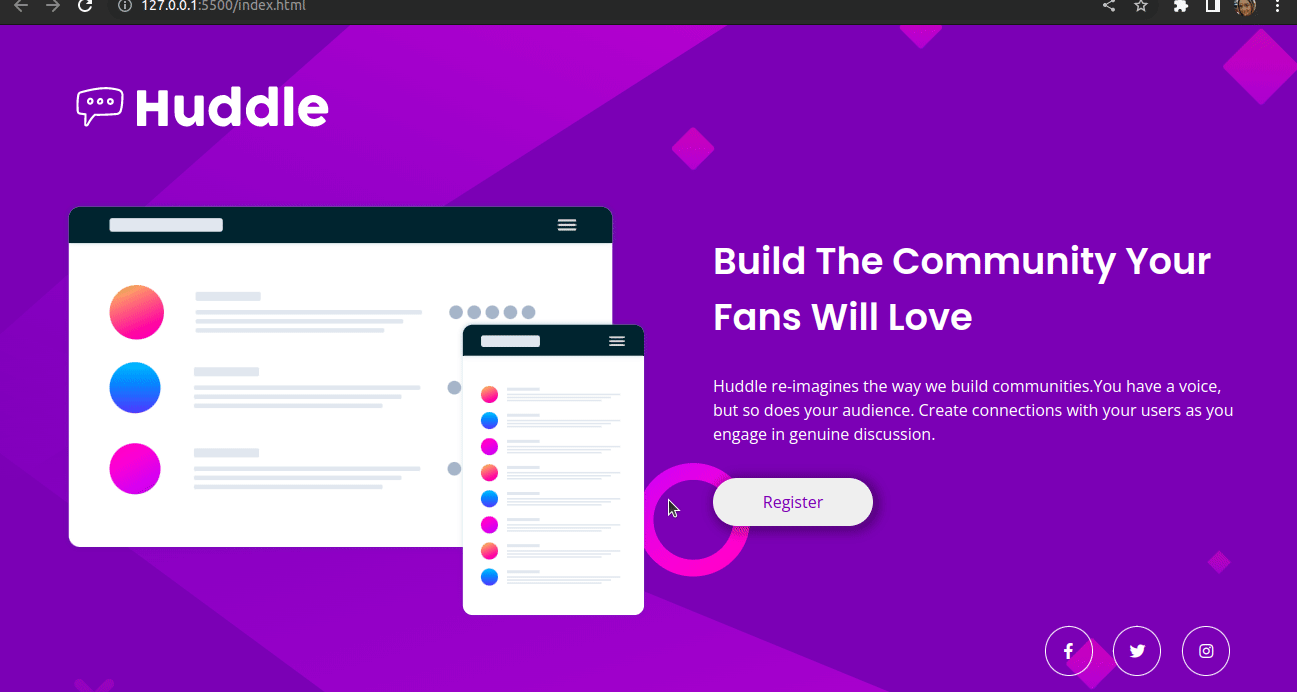 127.0.0.1:5500/index.html
Huddle
Build The Community Your
Fans Will Love
Huddle re-imagines the way we build communities.You have a voice,
but so does your audience. Create connections with your users as you
engage in genuine discussion.
Register